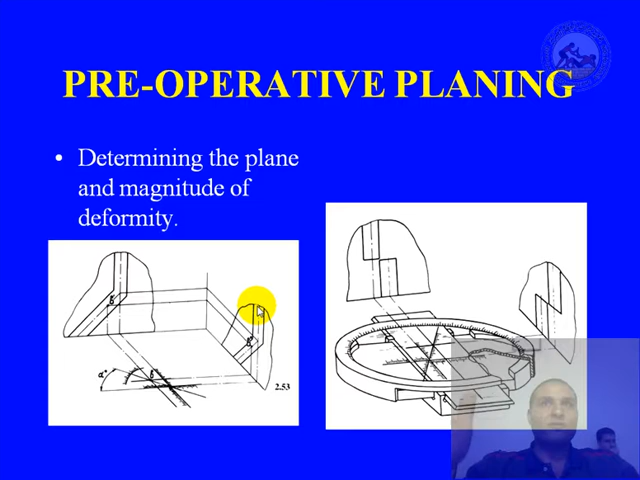 PRE-OPERATIVE PLANING
• Determining the plane
and magnitude of
deformity.
α°
2.53